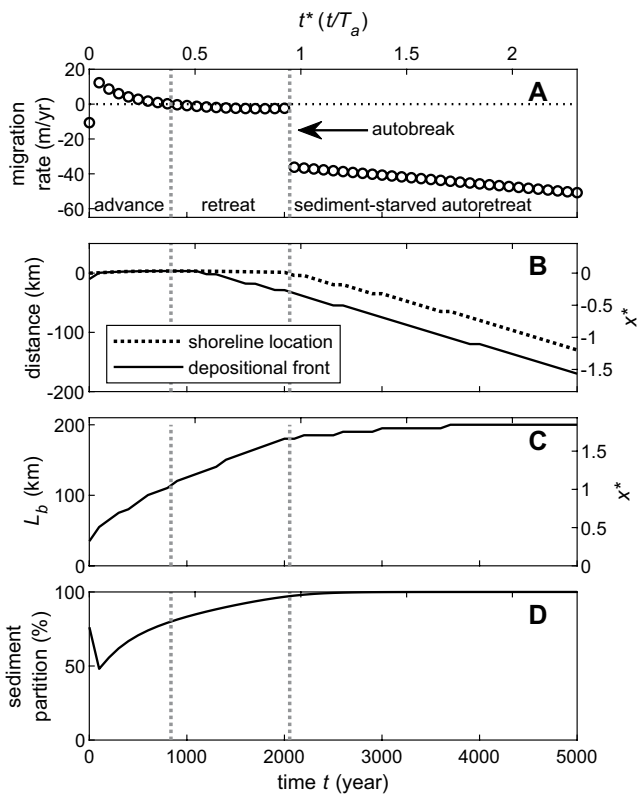 t* (t/Tₐ)
0 0.5 1 1.5 2
20
0
-20
-40
-60
migration
rate (m/yr)
A
autobreak
advance retreat sediment-starved autoretreat
0
-100
-200
distance (km)
B
shoreline location
depositional front
0
-0.5
-1
-1.5
x*
200
100
0
L_b (km)
C
1.5
1
0.5
0
x*
100
50
0
sediment
partition (%)
D
0 1000 2000 3000 4000 5000
time t (year)